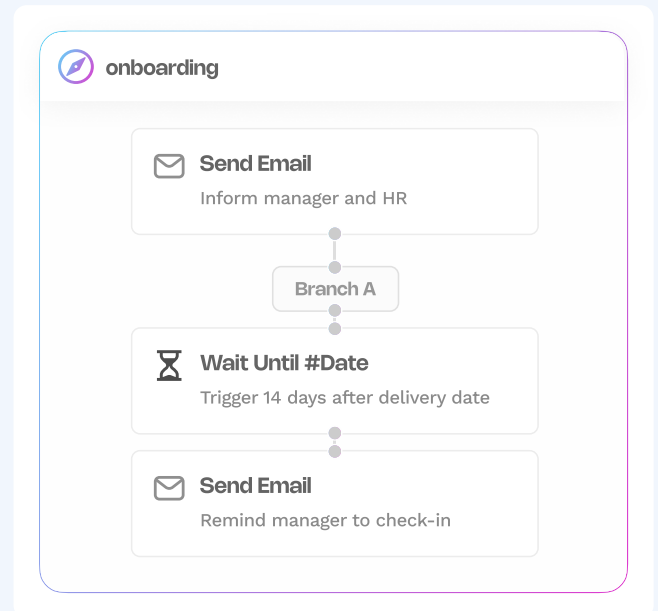 onboarding
Send Email
Inform manager and HR
Branch A
Wait Until #Date
Trigger 14 days after delivery date
Send Email
Remind manager to check-in